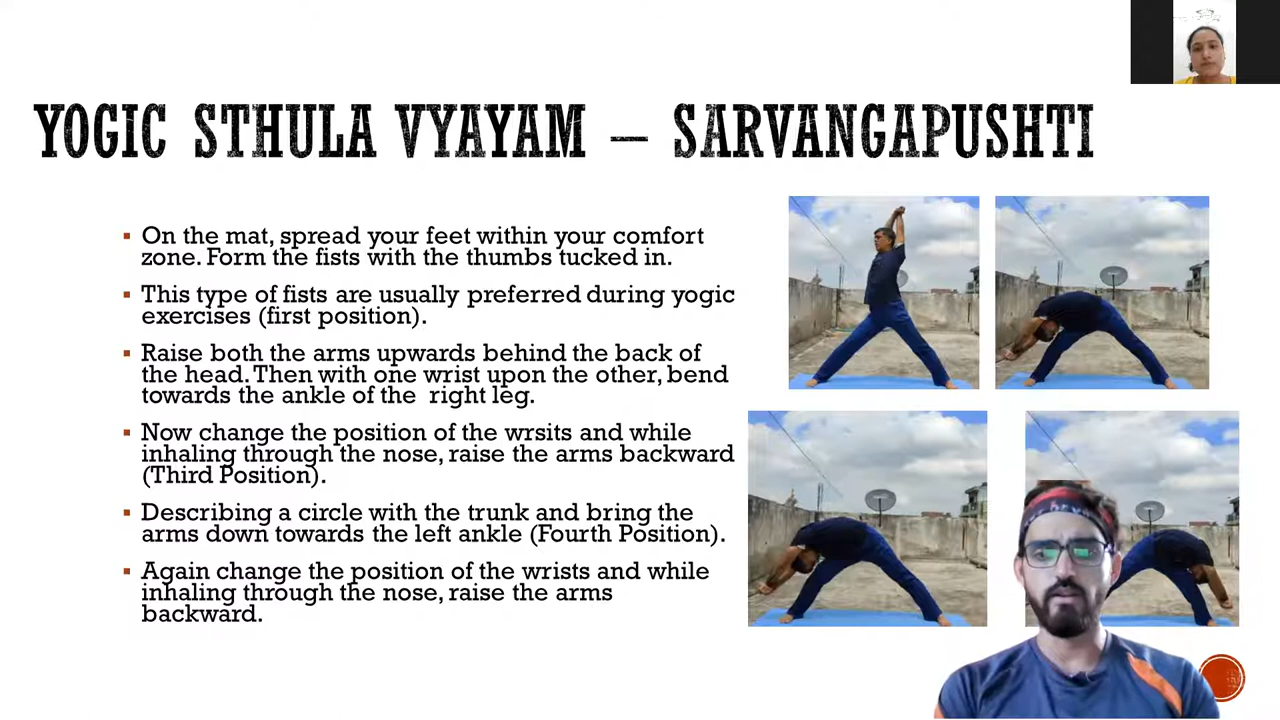 YOGIC STHULA VYAYAM – SARVANGAPUSHTI
On the mat, spread your feet within your comfort
zone. Form the fists with the thumbs tucked in.
This type of fists are usually preferred during yogic
exercises (first position).
Raise both the arms upwards behind the back of
the head. Then with one wrist upon the other, bend
towards the ankle of the right leg.
Now change the position of the wrsits and while
inhaling through the nose, raise the arms backward
(Third Position).
Describing a circle with the trunk and bring the
arms down towards the left ankle (Fourth Position).
Again change the position of the wrists and while
inhaling through the nose, raise the arms
backward.